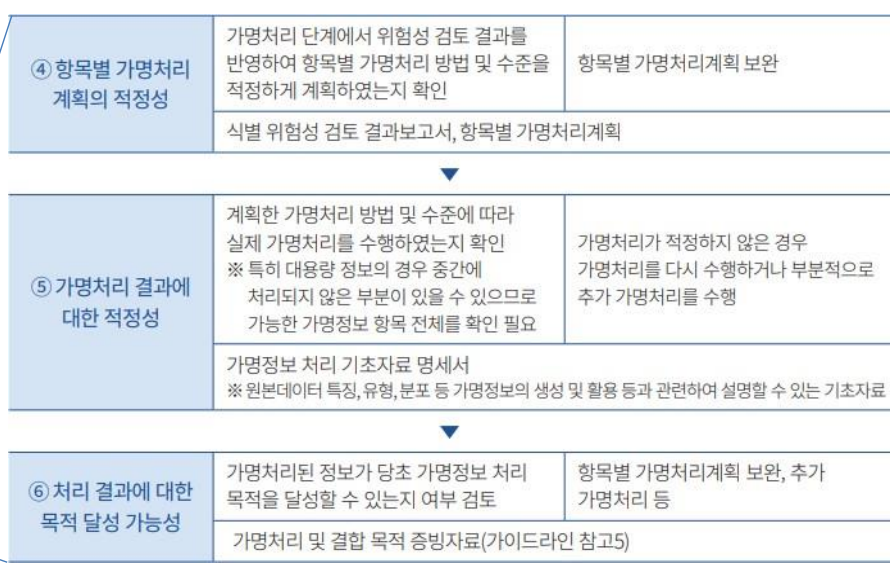 ④ 항목별 가명처리
계획의 적정성
가명처리 단계에서 위험성 검토 결과를
반영하여 항목별 가명처리 방법 및 수준을
적정하게 계획하였는지 확인
항목별 가명처리계획 보완
식별 위험성 검토 결과보고서, 항목별 가명처리계획
⑤ 가명처리 결과에
대한 적정성
계획한 가명처리 방법 및 수준에 따라
실제 가명처리를 수행하였는지 확인
※ 특히 대용량 정보의 경우 중간에
처리되지 않은 부분이 있을 수 있으므로
가능한 가명정보 항목 전체를 확인 필요
가명처리가 적정하지 않은 경우
가명처리를 다시 수행하거나 부분적으로
추가 가명처리를 수행
가명정보 처리 기초자료 명세서
※ 원본데이터 특징, 유형, 분포 등 가명정보의 생성 및 활용 등과 관련하여 설명할 수 있는 기초자료
⑥ 처리 결과에 대한
목적 달성 가능성
가명처리된 정보가 당초 가명정보 처리
목적을 달성할 수 있는지 여부 검토
항목별 가명처리계획 보완, 추가
가명처리 등
가명처리 및 결합 목적 증빙자료(가이드라인 참고5)